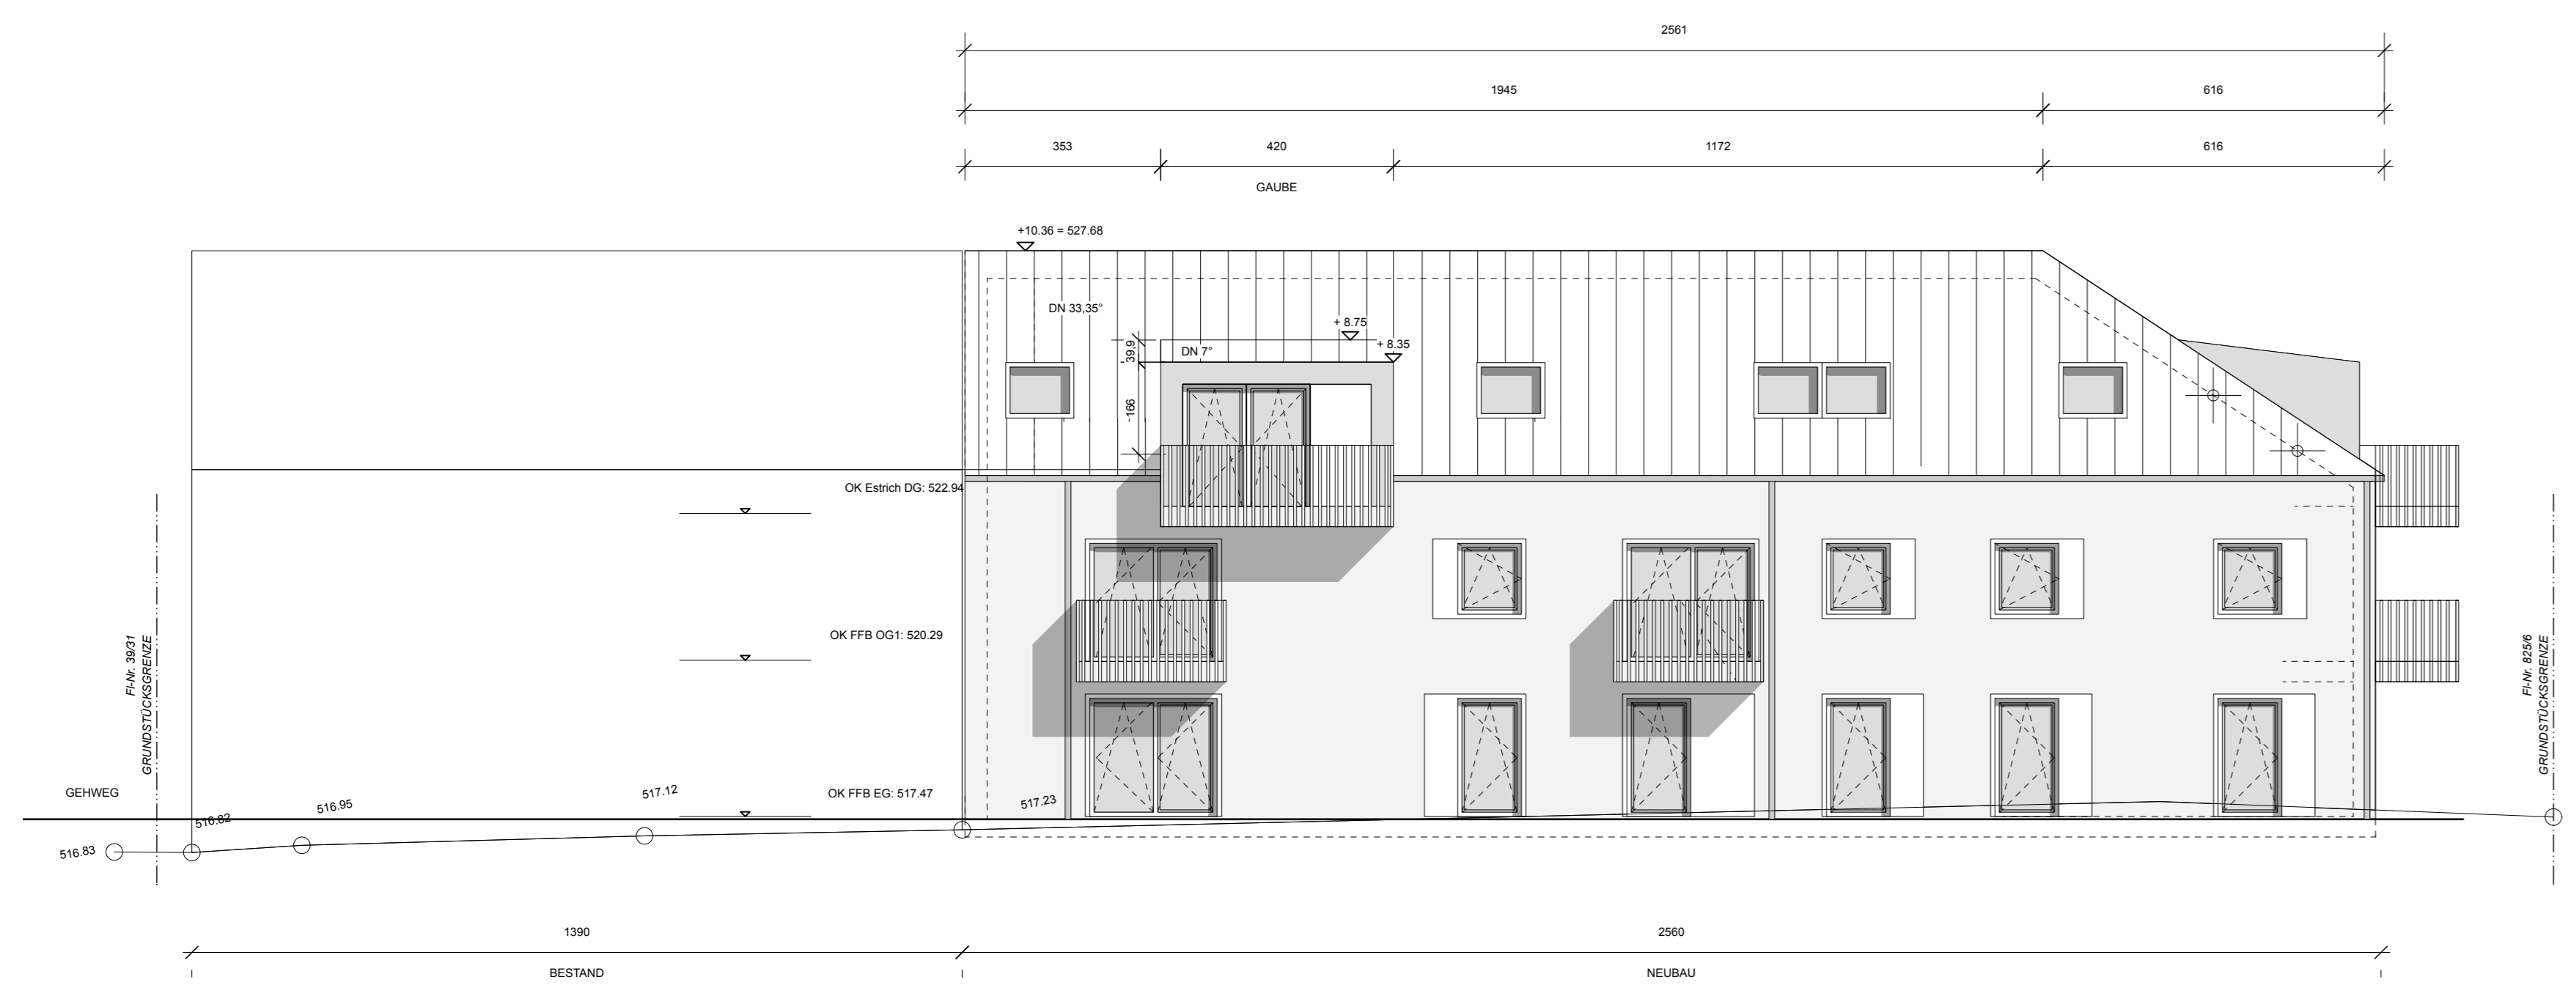 2561
1945
616
353
420
1172
616
GAUBE
+10.36 = 527.68
DN 33,35°
+ 8.75
+ 8.35
39,9
DN 7°
166
OK Estrich DG: 522.94
OK FFB OG1: 520.29
Fl-Nr. 39/31
GRUNDSTÜCKSGRENZE
Fl-Nr. 825/6
GRUNDSTÜCKSGRENZE
GEHWEG
OK FFB EG: 517.47
516.83
516.82
516.95
517.12
517.23
1390
2560
BESTAND
NEUBAU